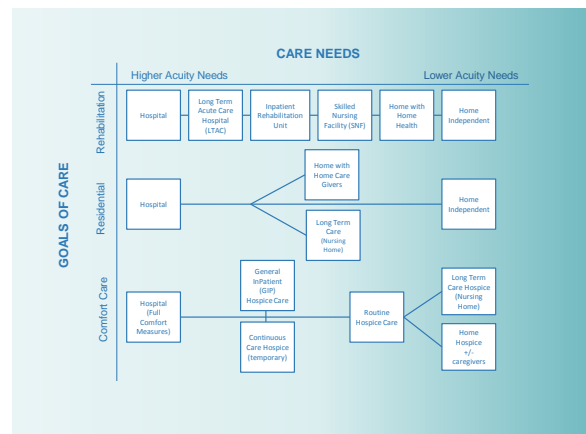 CARE NEEDS
Higher Acuity Needs
Lower Acuity Needs
GOALS OF CARE
Rehabilitation
Hospital
Long Term
Acute Care
Hospital
(LTAC)
Inpatient
Rehabilitation
Unit
Skilled
Nursing
Facility (SNF)
Home with
Home
Health
Home
Independent
Residential
Hospital
Home with
Home Care
Givers
Long Term
Care
(Nursing
Home)
Home
Independent
Comfort Care
Hospital
(Full
Comfort
Measures)
General
InPatient
(GIP)
Hospice Care
Continuous
Care Hospice
(temporary)
Routine
Hospice Care
Long Term
Care Hospice
(Nursing
Home)
Home
Hospice
+/-
caregivers